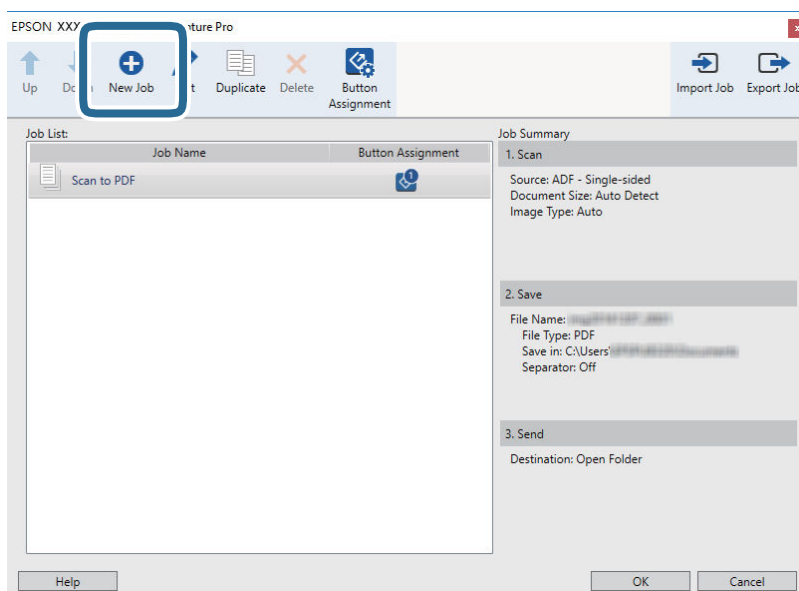 EPSON XXX ture Pro
Up
New Job
Duplicate
Delete
Button
Assignment
Import Job
Export Job
Job List:
Job Name
Button Assignment
Scan to PDF
1
Job Summary
1. Scan
Source: ADF - Single-sided
Document Size: Auto Detect
Image Type: Auto
2. Save
File Name:
File Type: PDF
Save in: C:\Users\
Separator: Off
3. Send
Destination: Open Folder
Help
OK
Cancel